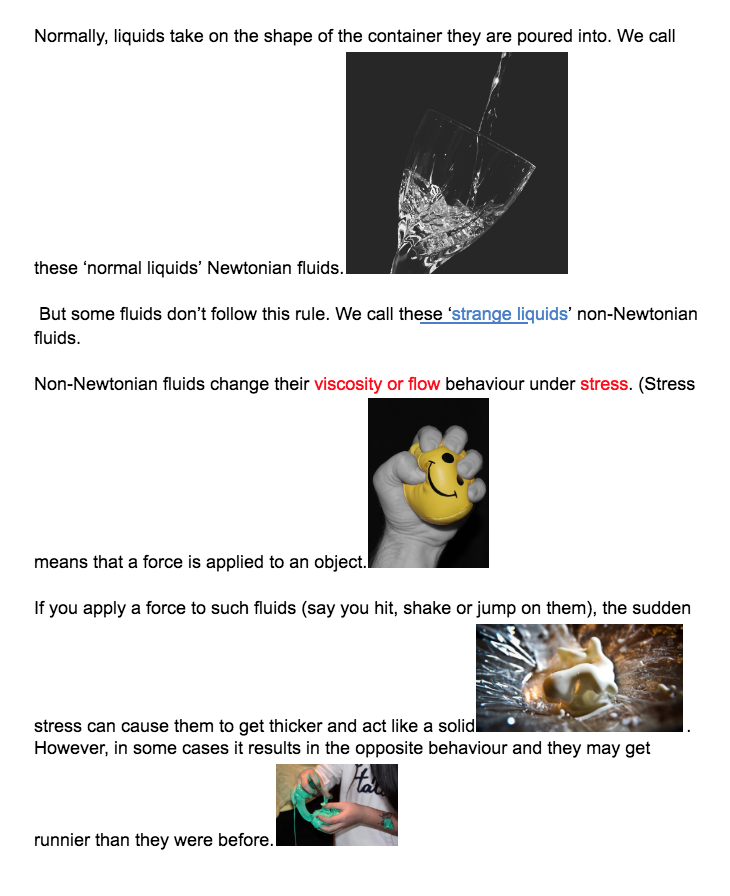 Normally, liquids take on the shape of the container they are poured into. We call
these ‘normal liquids’ Newtonian fluids.
But some fluids don’t follow this rule. We call these ‘strange liquids’ non-Newtonian
fluids.
Non-Newtonian fluids change their viscosity or flow behaviour under stress. (Stress
means that a force is applied to an object.
If you apply a force to such fluids (say you hit, shake or jump on them), the sudden
stress can cause them to get thicker and act like a solid.
However, in some cases it results in the opposite behaviour and they may get
runnier than they were before.